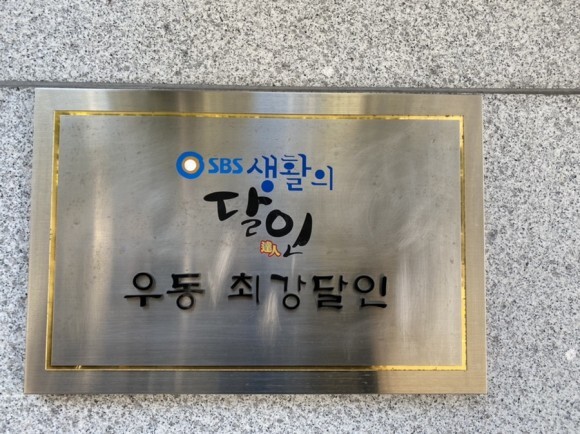 SBS 생활의
달인
達人
우동 최강달인